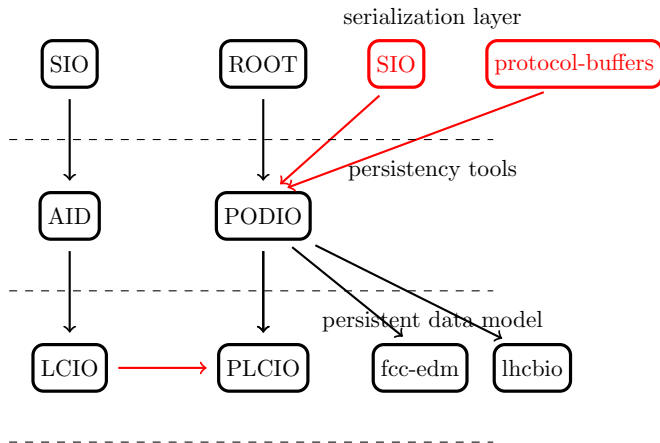 serialization layer
SIO
ROOT
SIO
protocol-buffers
persistency tools
AID
PODIO
persistent data model
LCIO
PLCIO
fcc-edm
lhcbio